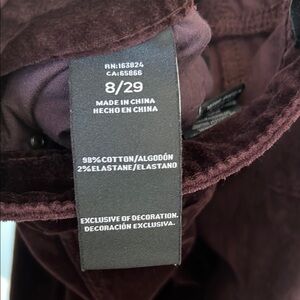 RN:163824
CA:65866
8/29
MADE IN CHINA
HECHO EN CHINA
98%COTTON/ALGODÓN
2%ELASTANE/ELASTANO
EXCLUSIVE OF DECORATION.
DECORACIÓN EXCLUSIVA.